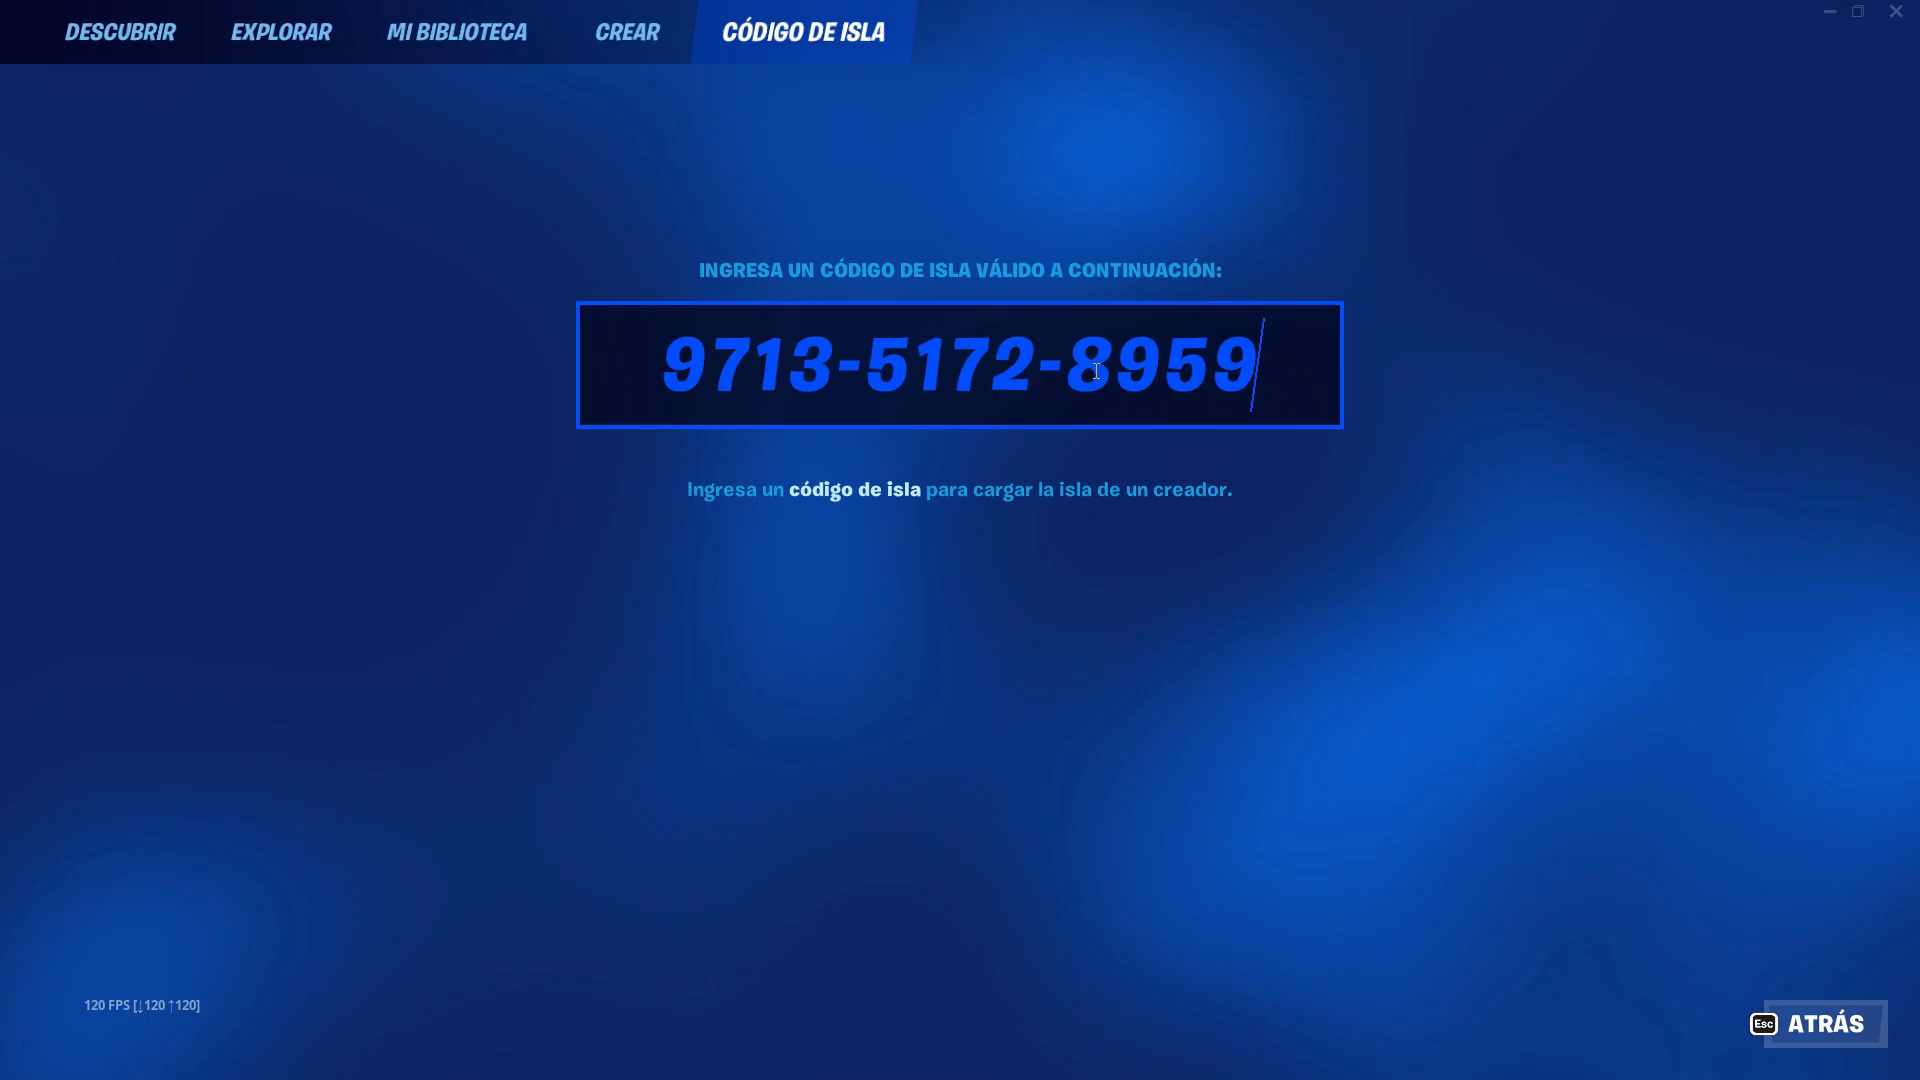 DESCUBRIR EXPLORAR MI BIBLIOTECA CREAR CÓDIGO DE ISLA
INGRESA UN CÓDIGO DE ISLA VÁLIDO A CONTINUACIÓN:
9713-5172-8959
Ingresa un código de isla para cargar la isla de un creador.
120 FPS [↓120 ↑120]
Esc ATRÁS